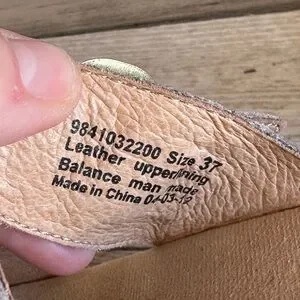 9841032200 Size 37
Leather upper/lining
Balance man made
Made in China 04-03-12